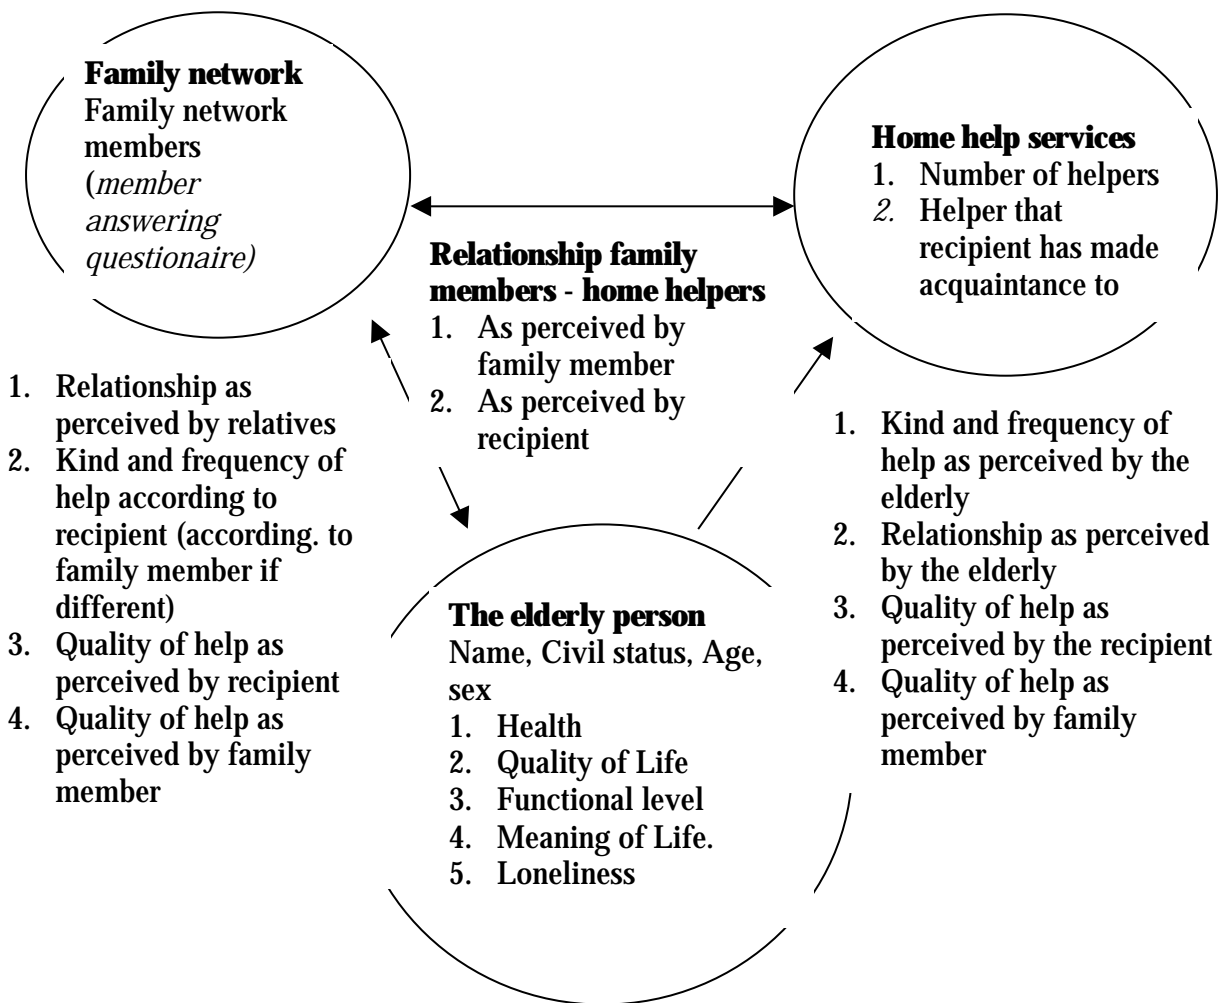 Family network
Family network
members
(member
answering
questionaire)
Home help services
1. Number of helpers
2. Helper that
recipient has made
acquaintance to
Relationship family
members - home helpers
1. As perceived by
family member
2. As perceived by
recipient
1. Relationship as
perceived by relatives
2. Kind and frequency of
help according to
recipient (according. to
family member if
different)
3. Quality of help as
perceived by recipient
4. Quality of help as
perceived by family
member
1. Kind and frequency of
help as perceived by the
elderly
2. Relationship as perceived
by the elderly
3. Quality of help as
perceived by the recipient
4. Quality of help as
perceived by family
member
The elderly person
Name, Civil status, Age,
sex
1. Health
2. Quality of Life
3. Functional level
4. Meaning of Life.
5. Loneliness